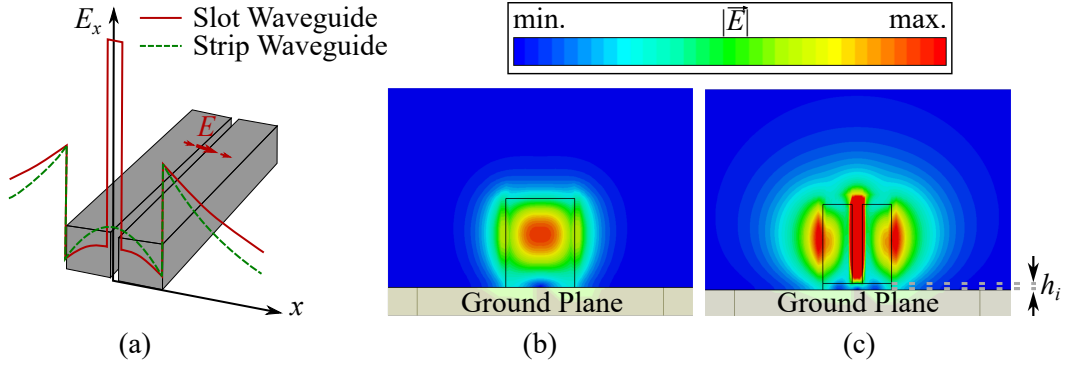 E_x
Slot Waveguide
Strip Waveguide
E
x
(a)
min. |E⃗| max.
Ground Plane
(b)
Ground Plane
(c)
h_i